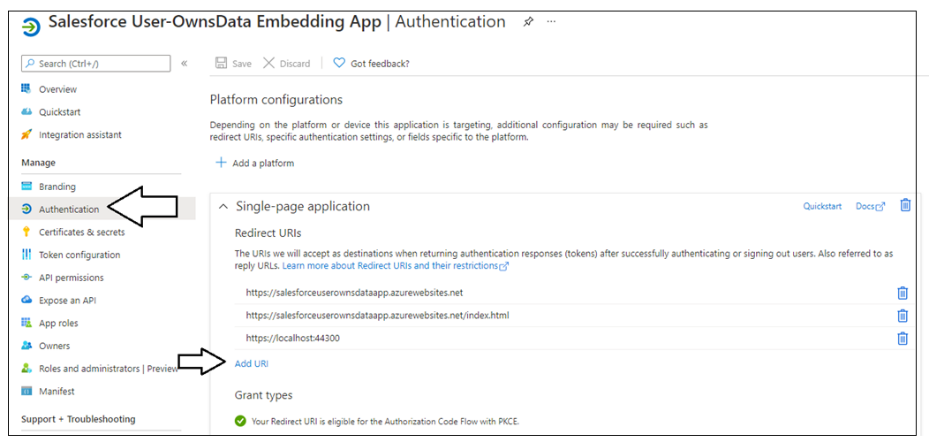 Salesforce User-OwnsData Embedding App | Authentication
Search (Ctrl+/)
Overview
Quickstart
Integration assistant
Manage
Branding
Authentication
Certificates & secrets
Token configuration
API permissions
Expose an API
App roles
Owners
Roles and administrators | Preview
Manifest
Support + Troubleshooting
Save Discard Got feedback?
Platform configurations
Depending on the platform or device this application is targeting, additional configuration may be required such as
redirect URIs, specific authentication settings, or fields specific to the platform.
Add a platform
Single-page application Quickstart Docs
Redirect URIs
The URIs we will accept as destinations when returning authentication responses (tokens) after successfully authenticating or signing out users. Also referred to as
reply URLs. Learn more about Redirect URIs and their restrictions
https://salesforceuserownsdataapp.azurewebsites.net
https://salesforceuserownsdataapp.azurewebsites.net/index.html
https://localhost:44300
Add URI
Grant types
Your Redirect URI is eligible for the Authorization Code Flow with PKCE.